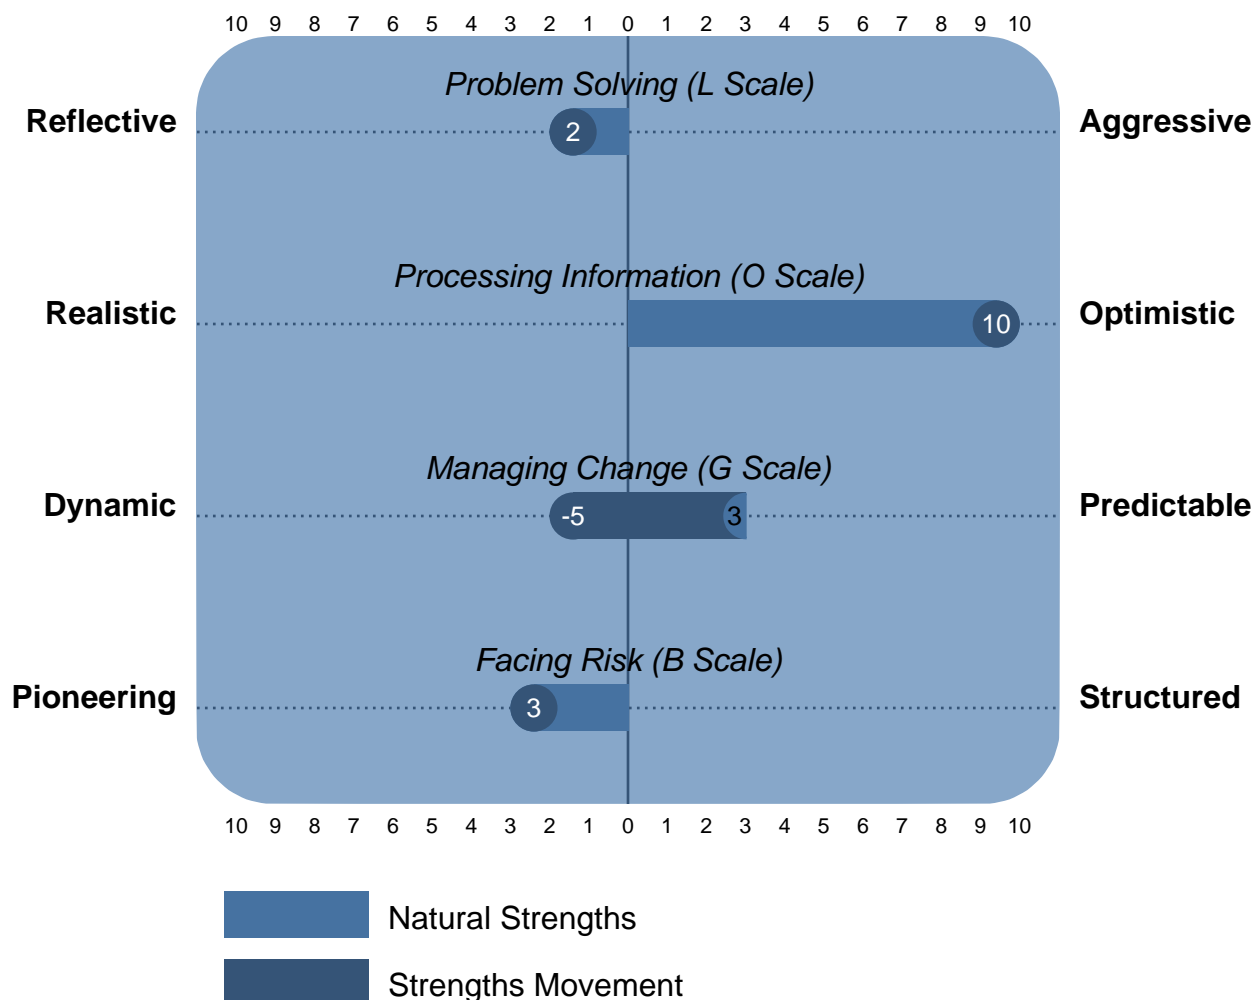 10 9 8 7 6 5 4 3 2 1 0 1 2 3 4 5 6 7 8 9 10
Problem Solving (L Scale)
Reflective 2 Aggressive
Processing Information (O Scale)
Realistic 10 Optimistic
Managing Change (G Scale)
Dynamic -5 3 Predictable
Facing Risk (B Scale)
Pioneering 3 Structured
10 9 8 7 6 5 4 3 2 1 0 1 2 3 4 5 6 7 8 9 10
Natural Strengths
Strengths Movement